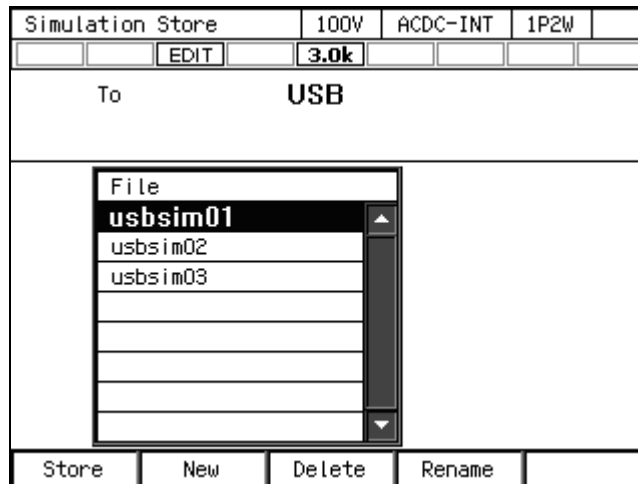 Simulation Store 100V ACDC-INT 1P2W
EDIT 3.0k
To USB
File
usbsim01
usbsim02
usbsim03
Store New Delete Rename